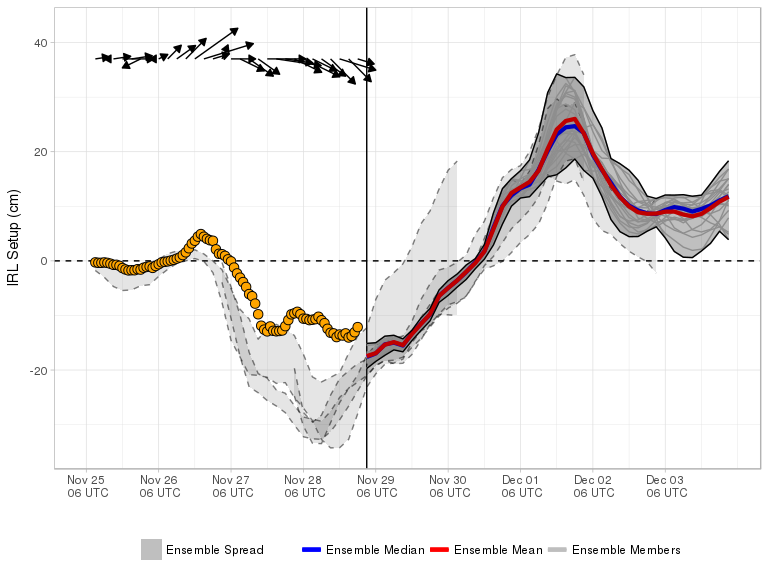 40
20
0
-20
IRL Setup (cm)
Nov 25 Nov 26 Nov 27 Nov 28 Nov 29 Nov 30 Dec 01 Dec 02 Dec 03
06 UTC 06 UTC 06 UTC 06 UTC 06 UTC 06 UTC 06 UTC 06 UTC 06 UTC
Ensemble Spread Ensemble Median Ensemble Mean Ensemble Members